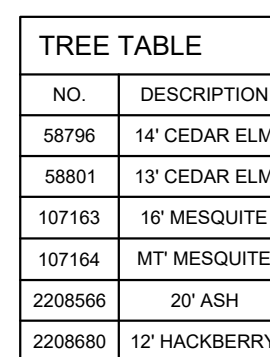 TREE TABLE
NO. DESCRIPTION
58796 14' CEDAR ELM
58801 13' CEDAR ELM
107163 16' MESQUITE
107164 MT' MESQUITE
2208566 20' ASH
2208680 12' HACKBERRY